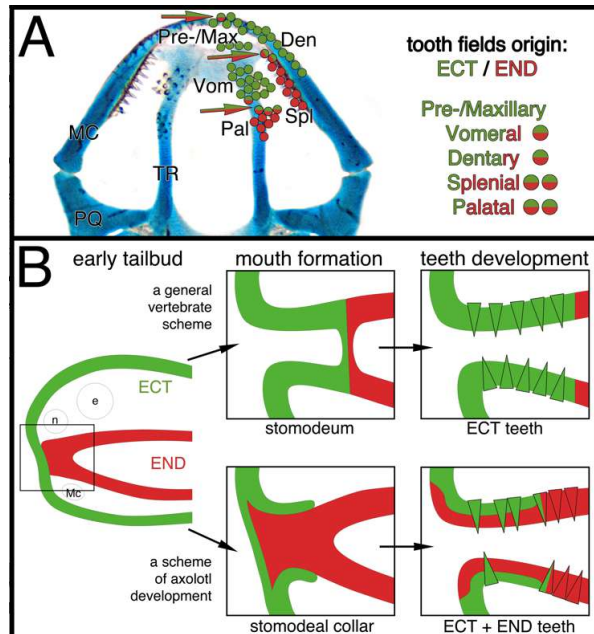 A
Pre-/Max
Den
Vom
MC
Pal
Spl
TR
PQ
tooth fields origin:
ECT / END
Pre-/Maxillary
Vomeral
Dentary
Splenial
Palatal
B
early tailbud
mouth formation
teeth development
a general
vertebrate
scheme
ECT
e
n
END
Mc
stomodeum
ECT teeth
a scheme
of axolotl
development
stomodeal collar
ECT + END teeth